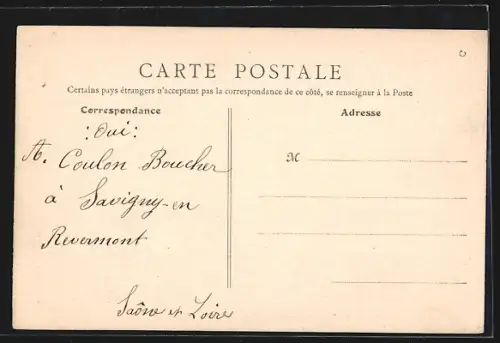 CARTE POSTALE
Certains pays étrangers n'acceptant pas la correspondance de ce côté, se renseigner à la Poste
Correspondance
Adresse
: Oui :
A. Coulon Boucher
à Savigny-en
Revermont
Saône et Loire
M